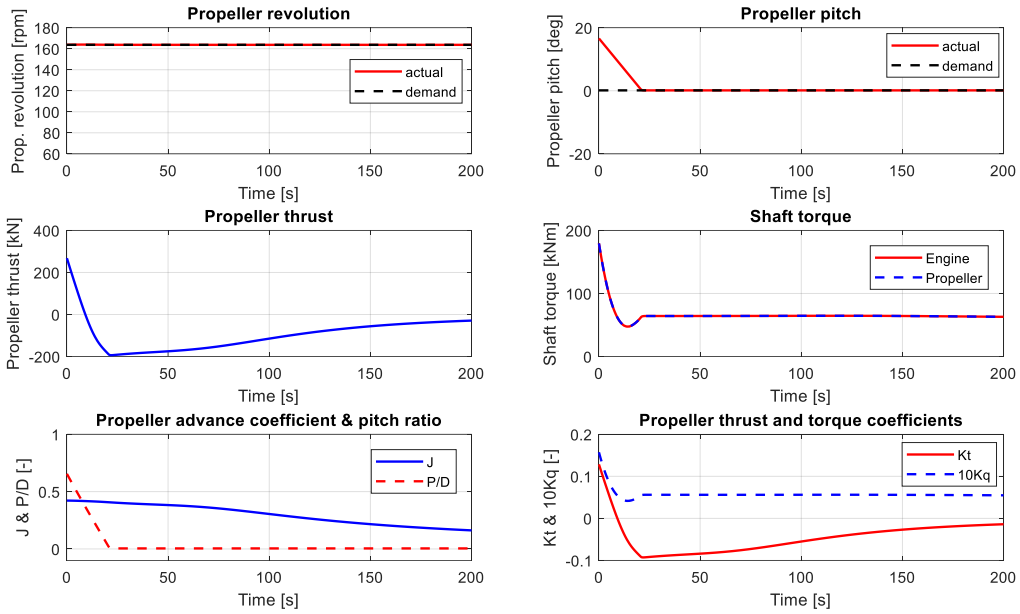 Propeller revolution
Prop. revolution [rpm]
180
160
140
120
100
80
60
actual
demand
0
50
100
150
200
Time [s]
Propeller pitch
Propeller pitch [deg]
20
0
-20
actual
demand
0
50
100
150
200
Time [s]
Propeller thrust
Propeller thrust [kN]
400
200
0
-200
0
50
100
150
200
Time [s]
Shaft torque
Shaft torque [kNm]
200
100
0
Engine
Propeller
0
50
100
150
200
Time [s]
Propeller advance coefficient & pitch ratio
J & P/D [-]
1
0.5
0
J
P/D
0
50
100
150
200
Time [s]
Propeller thrust and torque coefficients
Kt & 10Kq [-]
0.2
0.1
0
-0.1
Kt
10Kq
0
50
100
150
200
Time [s]